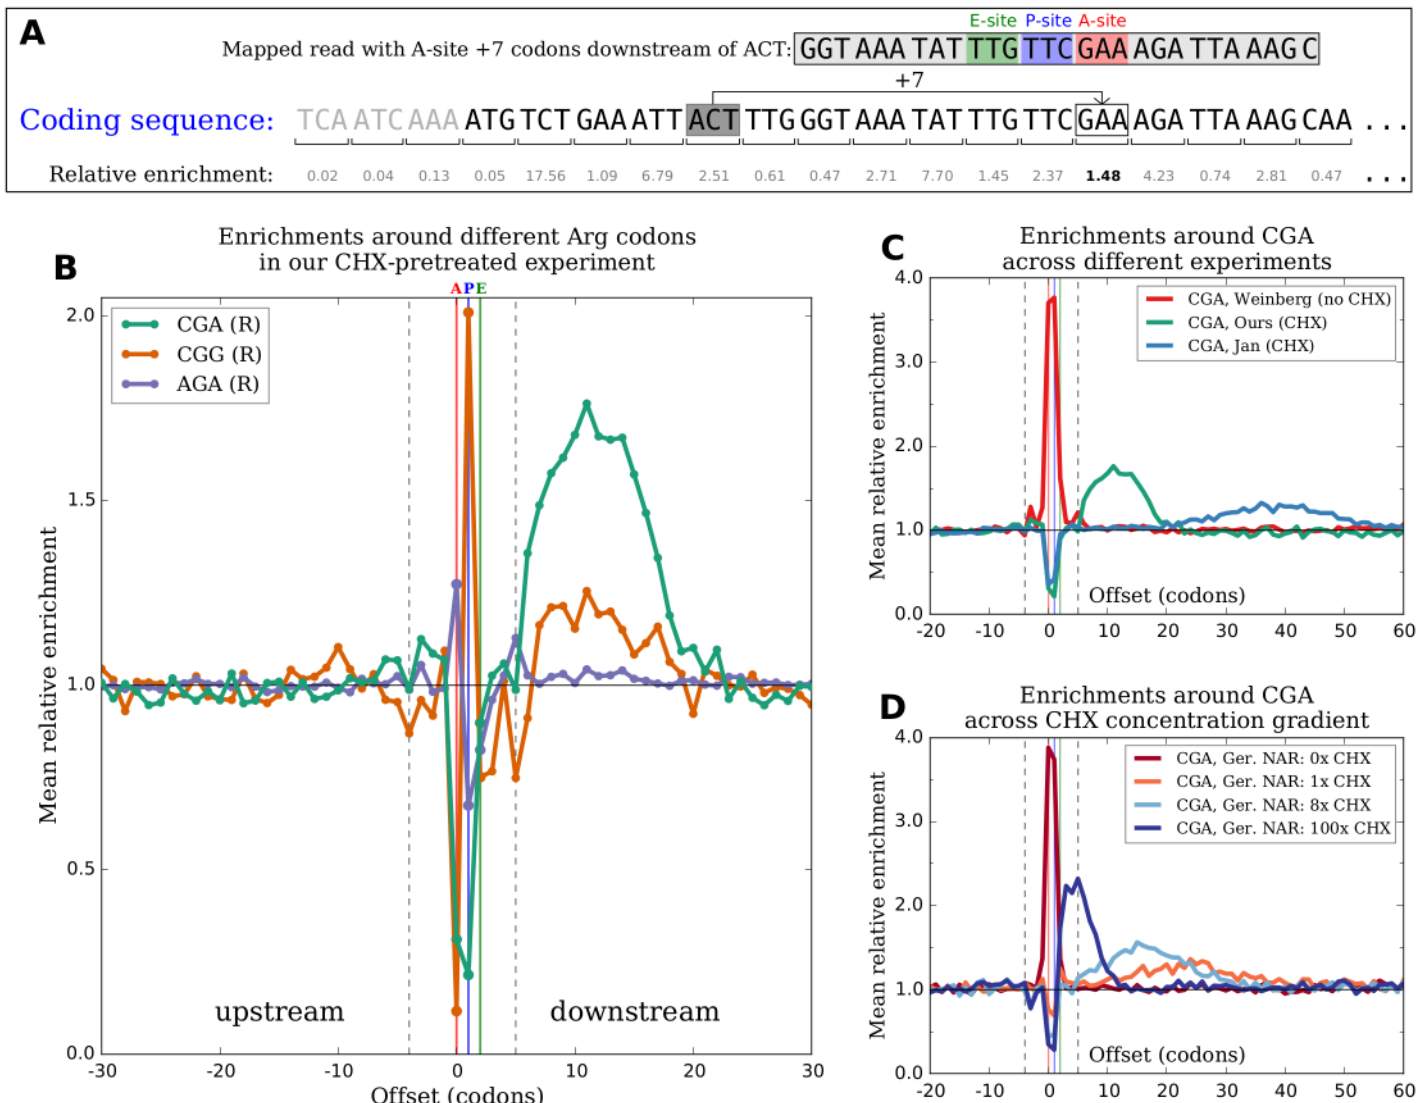 A
E-site P-site A-site
Mapped read with A-site +7 codons downstream of ACT: GGT AAA TAT TTG TTC GAA AGA TTA AAG C
+7
Coding sequence: TCA ATC AAA ATG TCT GAA ATT ACT TTG GGT AAA TAT TTG TTC GAA AGA TTA AAG CAA ...
Relative enrichment: 0.02 0.04 0.13 0.05 17.56 1.09 6.79 2.51 0.61 0.47 2.71 7.70 1.45 2.37 1.48 4.23 0.74 2.81 0.47 ...
B
Enrichments around different Arg codons
in our CHX-pretreated experiment
A P E
CGA (R)
CGG (R)
AGA (R)
2.0
1.5
1.0
0.5
0.0
Mean relative enrichment
upstream
downstream
-30 -20 -10 0 10 20 30
Offset (codons)
C
Enrichments around CGA
across different experiments
CGA, Weinberg (no CHX)
CGA, Ours (CHX)
CGA, Jan (CHX)
4.0
3.0
2.0
1.0
0.0
Mean relative enrichment
Offset (codons)
-20 -10 0 10 20 30 40 50 60
D
Enrichments around CGA
across CHX concentration gradient
CGA, Ger. NAR: 0x CHX
CGA, Ger. NAR: 1x CHX
CGA, Ger. NAR: 8x CHX
CGA, Ger. NAR: 100x CHX
4.0
3.0
2.0
1.0
0.0
Mean relative enrichment
Offset (codons)
-20 -10 0 10 20 30 40 50 60